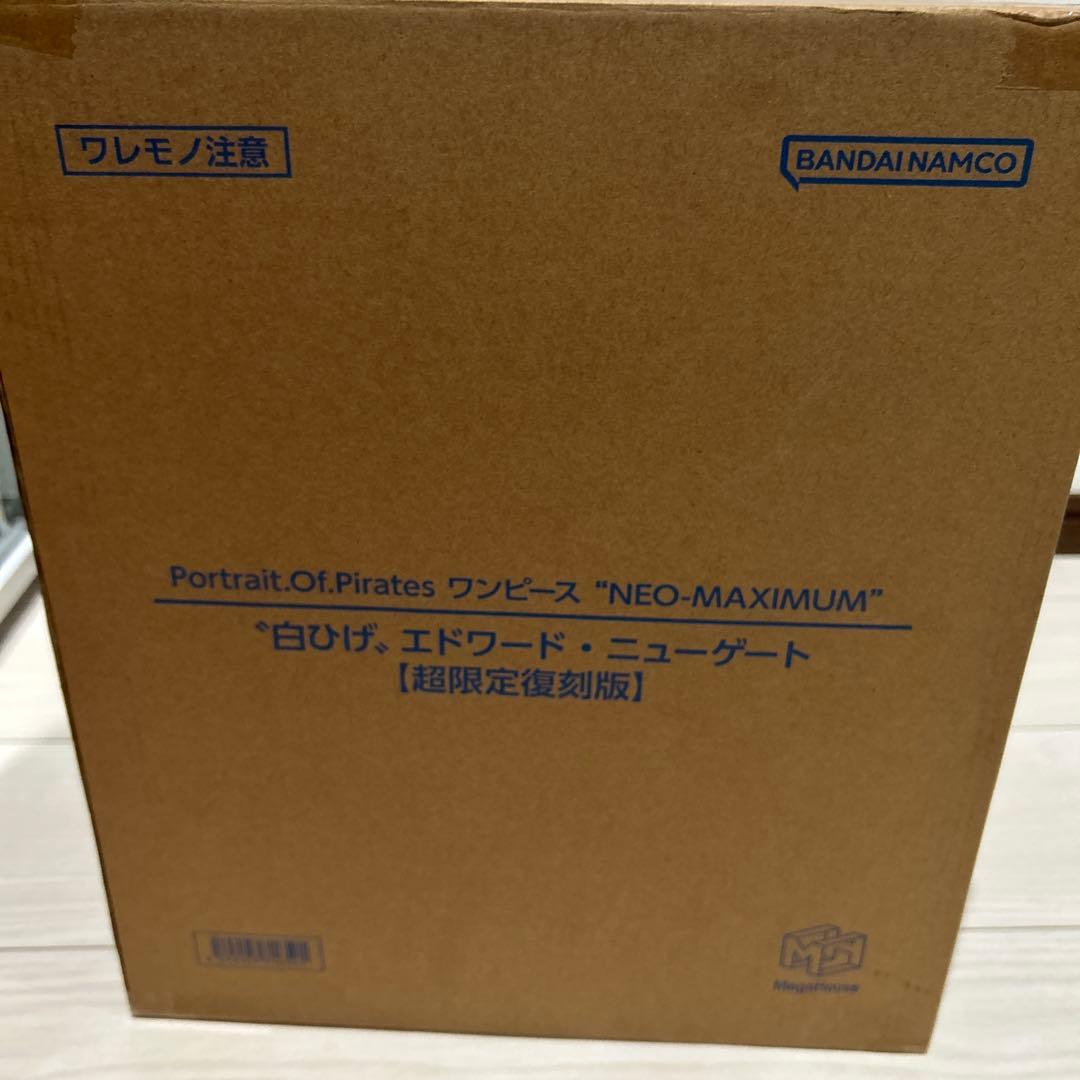 ワレモノ注意
BANDAI NAMCO
Portrait.Of.Pirates ワンピース “NEO-MAXIMUM”
〝白ひげ〟エドワード・ニューゲート
【超限定復刻版】
MegaHouse